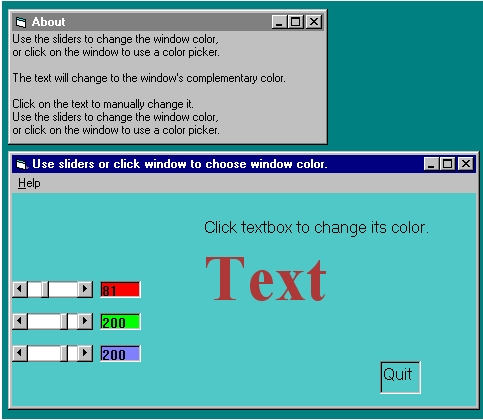 About
Use the sliders to change the window color,
or click on the window to use a color picker.
The text will change to the window's complementary color.
Click on the text to manually change it.
Use the sliders to change the window color,
or click on the window to use a color picker.
Use sliders or click window to choose window color.
Help
Click textbox to change its color.
Text
81
200
200
Quit